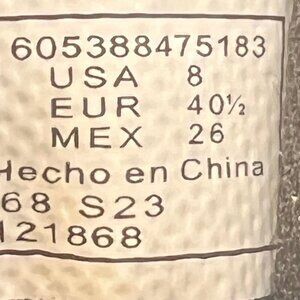 605388475183
USA 8
EUR 40½
MEX 26
Hecho en China
68 S23
121868